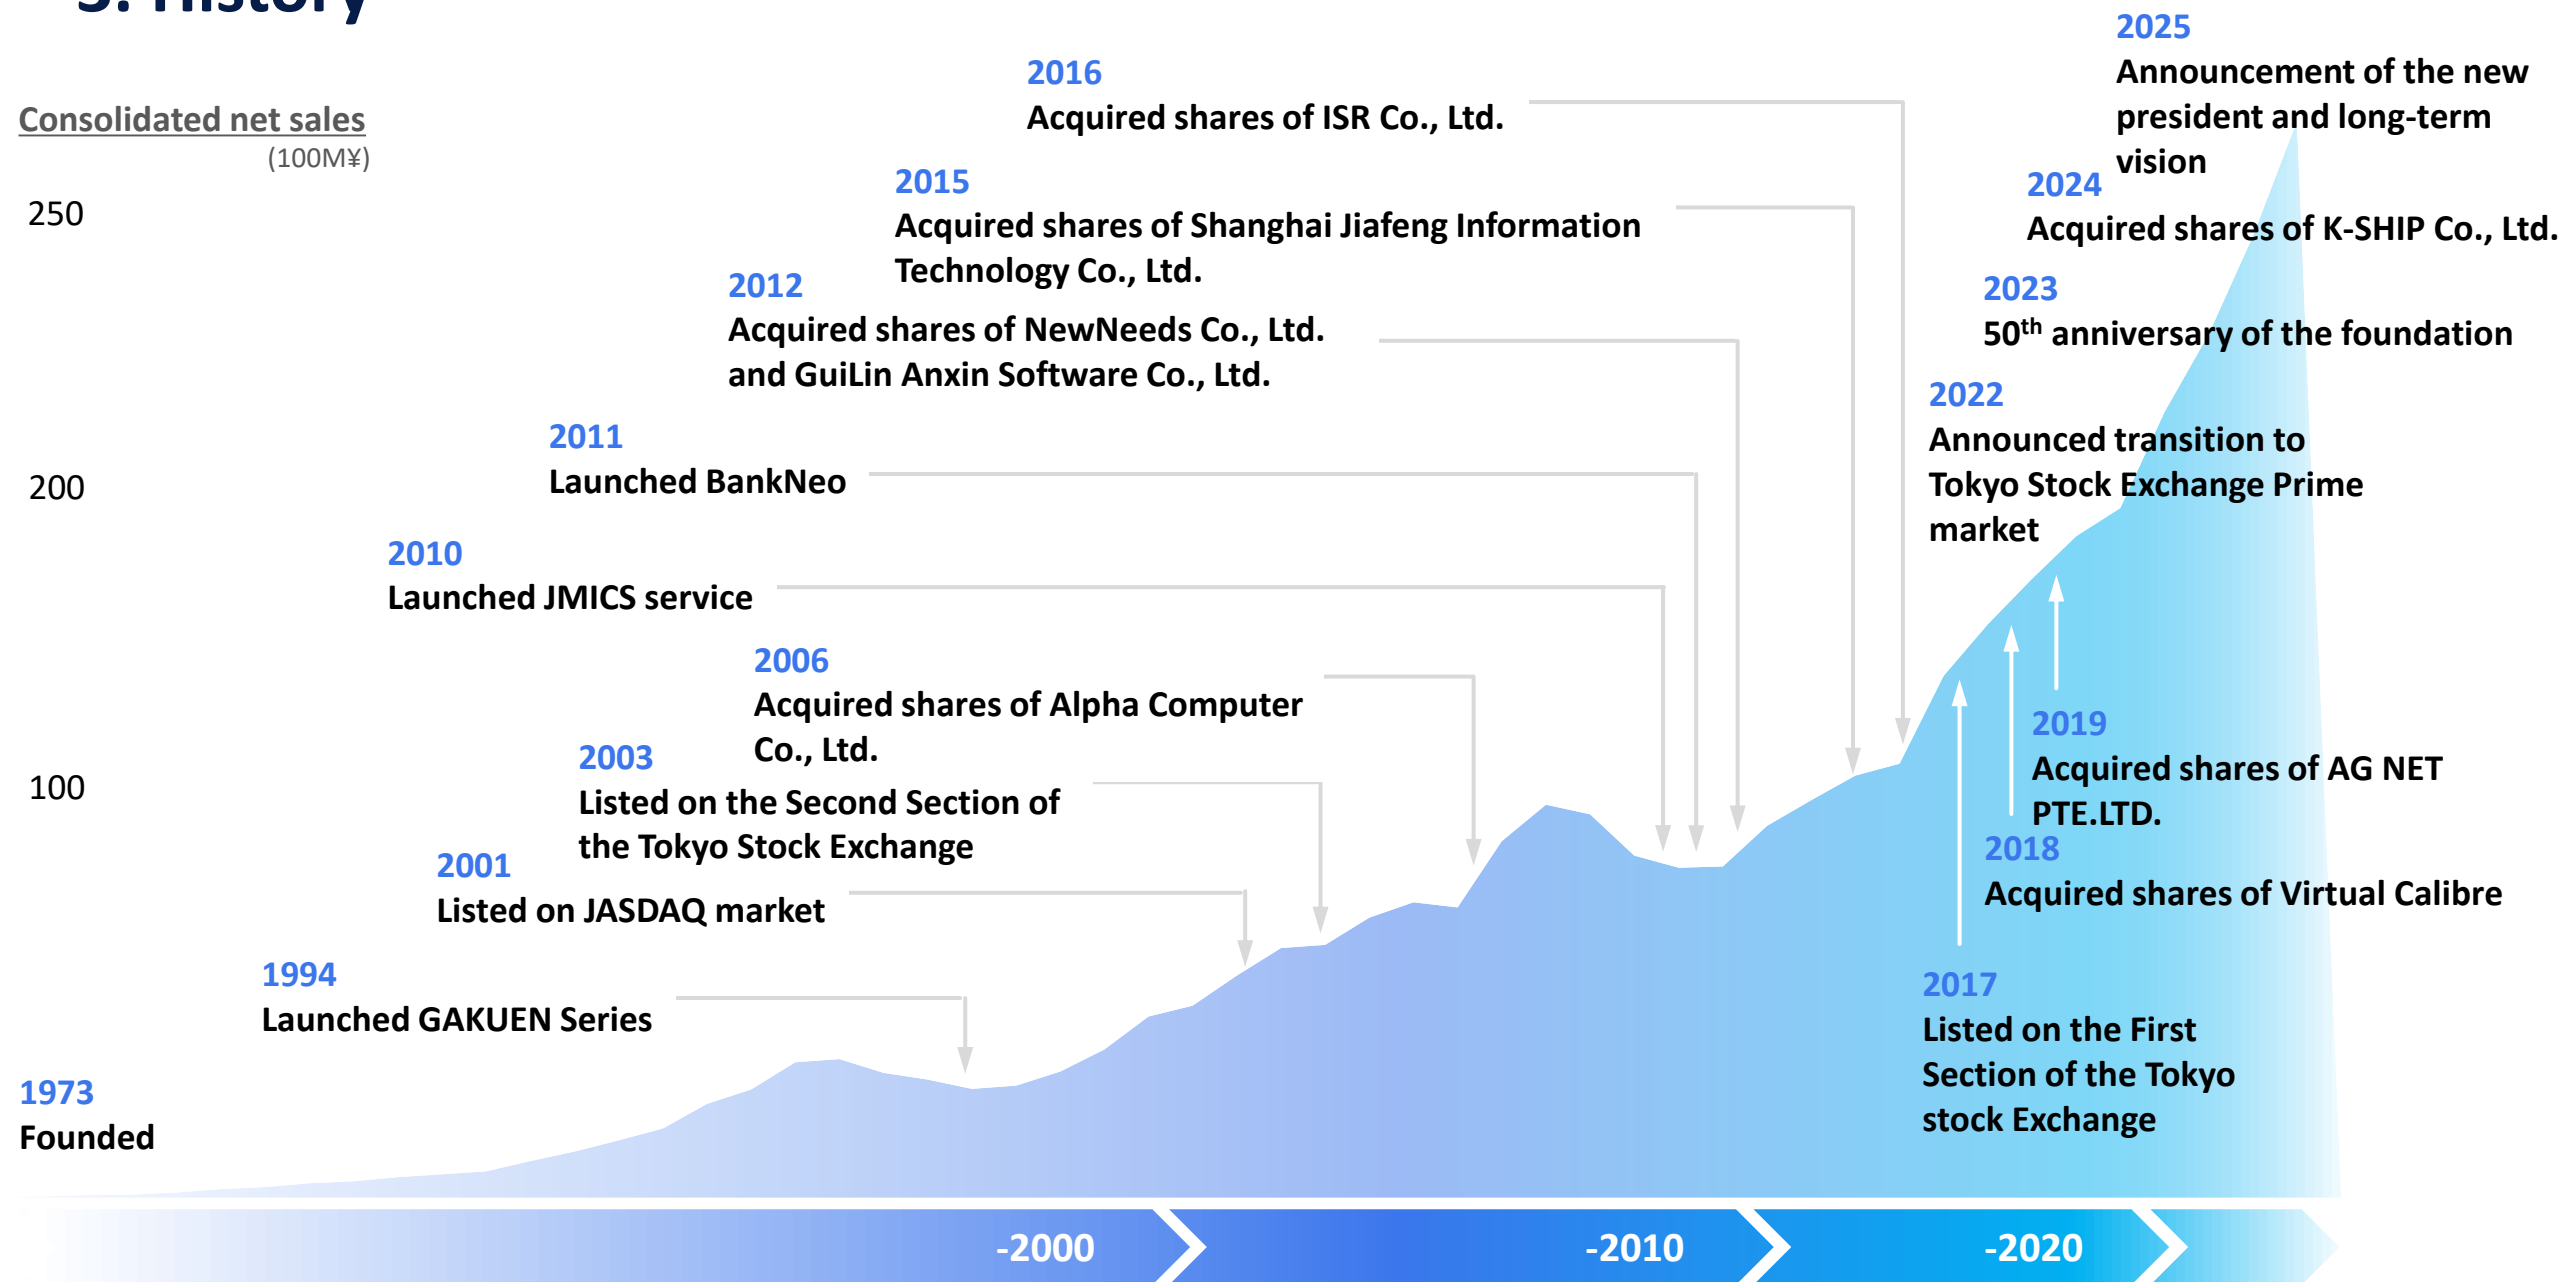 3. History
Consolidated net sales
(100M¥)
250
200
100
1973
Founded
1994
Launched GAKUEN Series
2001
Listed on JASDAQ market
2003
Listed on the Second Section of
the Tokyo Stock Exchange
2006
Acquired shares of Alpha Computer
Co., Ltd.
2010
Launched JMICS service
2011
Launched BankNeo
2012
Acquired shares of NewNeeds Co., Ltd.
and GuiLin Anxin Software Co., Ltd.
2015
Acquired shares of Shanghai Jiafeng Information
Technology Co., Ltd.
2016
Acquired shares of ISR Co., Ltd.
2017
Listed on the First
Section of the Tokyo
stock Exchange
2018
Acquired shares of Virtual Calibre
2019
Acquired shares of AG NET
PTE.LTD.
2022
Announced transition to
Tokyo Stock Exchange Prime
market
2023
50th anniversary of the foundation
2024
Acquired shares of K-SHIP Co., Ltd.
2025
Announcement of the new
president and long-term
vision
-2000
-2010
-2020